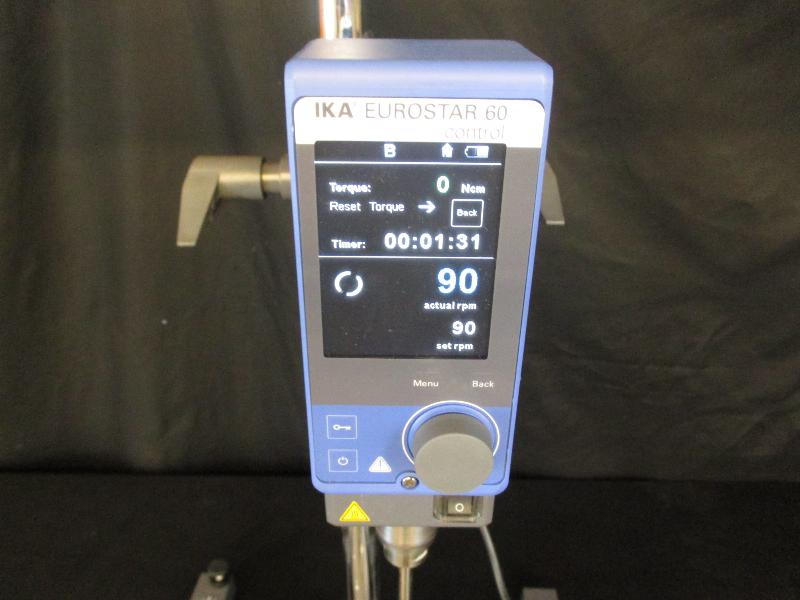 IKA® EUROSTAR 60
control
B
Torque: 0 Ncm
Reset Torque → Back
Timer: 00:01:31
90
actual rpm
90
set rpm
Menu Back
O